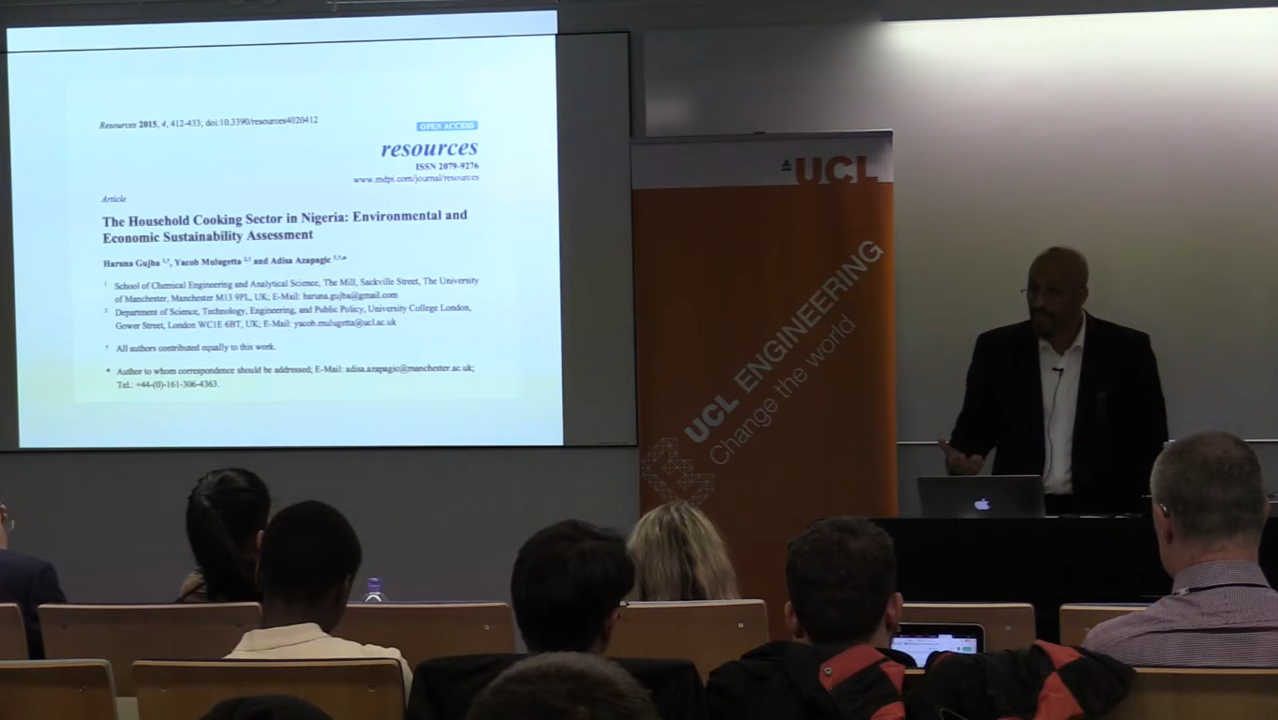 Resources 2015, 4, 412-433; doi:10.3390/resources4020412
OPEN ACCESS
resources
ISSN 2079-9276
www.mdpi.com/journal/resources
Article
The Household Cooking Sector in Nigeria: Environmental and
Economic Sustainability Assessment
Haruna Gujba 1,†, Yacob Mulugetta 2,† and Adisa Azapagic 1,†,*
1 School of Chemical Engineering and Analytical Science, The Mill, Sackville Street, The University
of Manchester, Manchester M13 9PL, UK; E-Mail: haruna.gujba@gmail.com
2 Department of Science, Technology, Engineering, and Public Policy, University College London,
Gower Street, London WC1E 6BT, UK; E-Mail: yacob.mulugetta@ucl.ac.uk
† All authors contributed equally to this work.
* Author to whom correspondence should be addressed; E-Mail: adisa.azapagic@manchester.ac.uk;
Tel.: +44-(0)-161-306-4363.
UCL
UCL ENGINEERING
Change the world